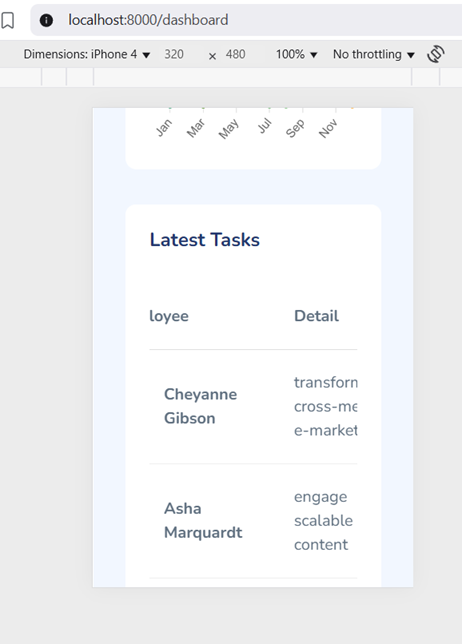 localhost:8000/dashboard
Dimensions: iPhone 4 ▼ 320 × 480 100% ▼ No throttling ▼
Jan Mar May Jul Sep Nov
Latest Tasks
loyee Detail
transforn
Cheyanne cross-me
Gibson e-market
engage
Asha scalable
Marquardt content